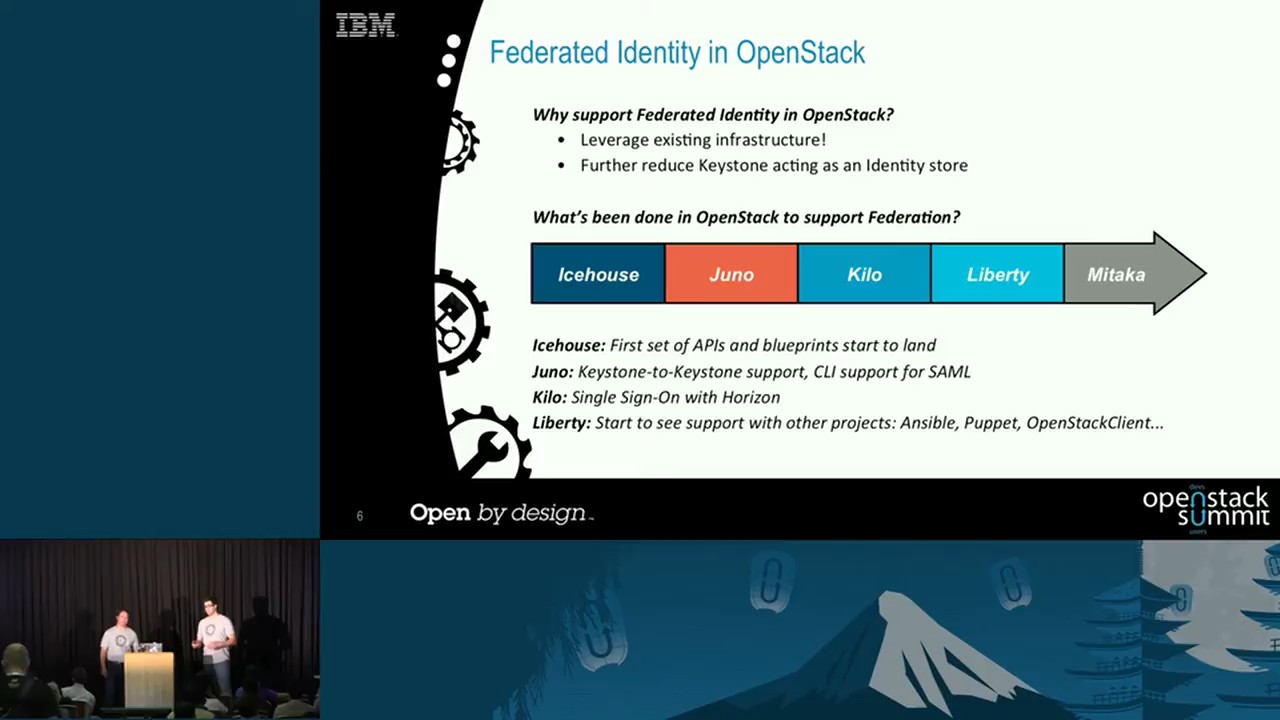 IBM
Federated Identity in OpenStack
Why support Federated Identity in OpenStack?
• Leverage existing infrastructure!
• Further reduce Keystone acting as an Identity store
What's been done in OpenStack to support Federation?
Icehouse Juno Kilo Liberty Mitaka
Icehouse: First set of APIs and blueprints start to land
Juno: Keystone-to-Keystone support, CLI support for SAML
Kilo: Single Sign-On with Horizon
Liberty: Start to see support with other projects: Ansible, Puppet, OpenStackClient...
6
Open by design
devs
openstack
summit
users